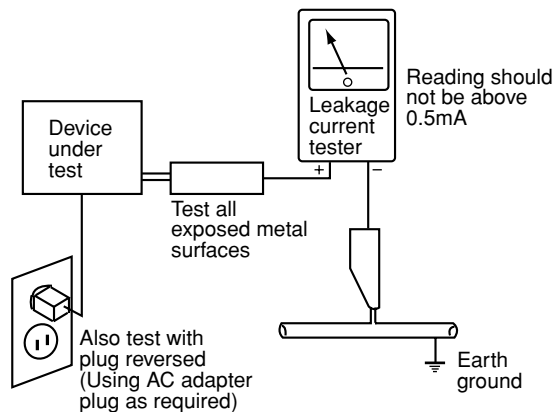 Device
under
test
Leakage
current
tester
+
−
Reading should
not be above
0.5mA
Test all
exposed metal
surfaces
Also test with
plug reversed
(Using AC adapter
plug as required)
Earth
ground